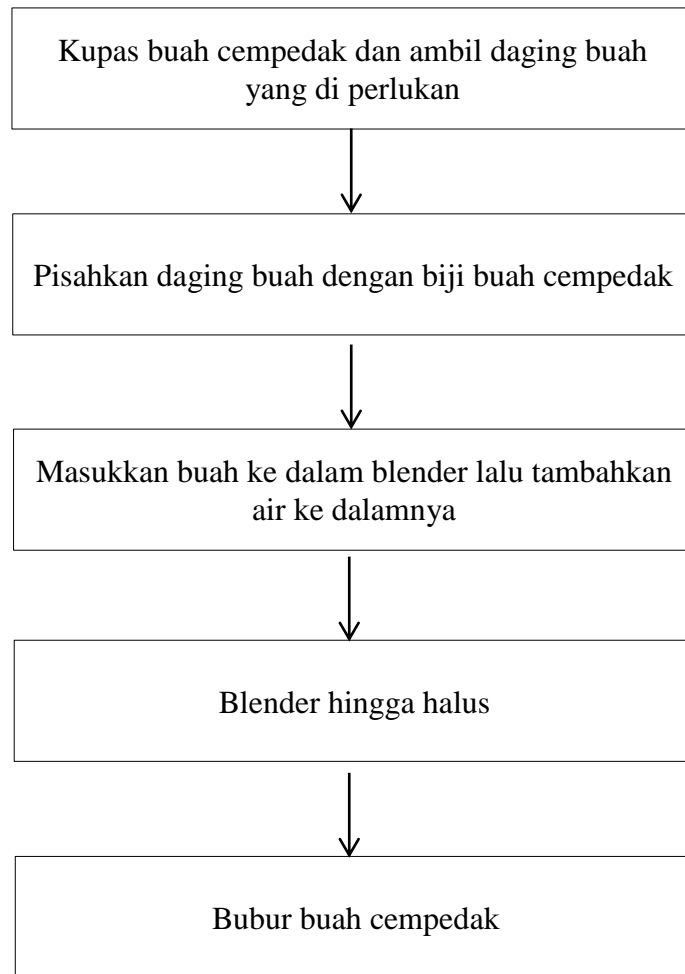 Kupas buah cempedak dan ambil daging buah
yang di perlukan
Pisahkan daging buah dengan biji buah cempedak
Masukkan buah ke dalam blender lalu tambahkan
air ke dalamnya
Blender hingga halus
Bubur buah cempedak